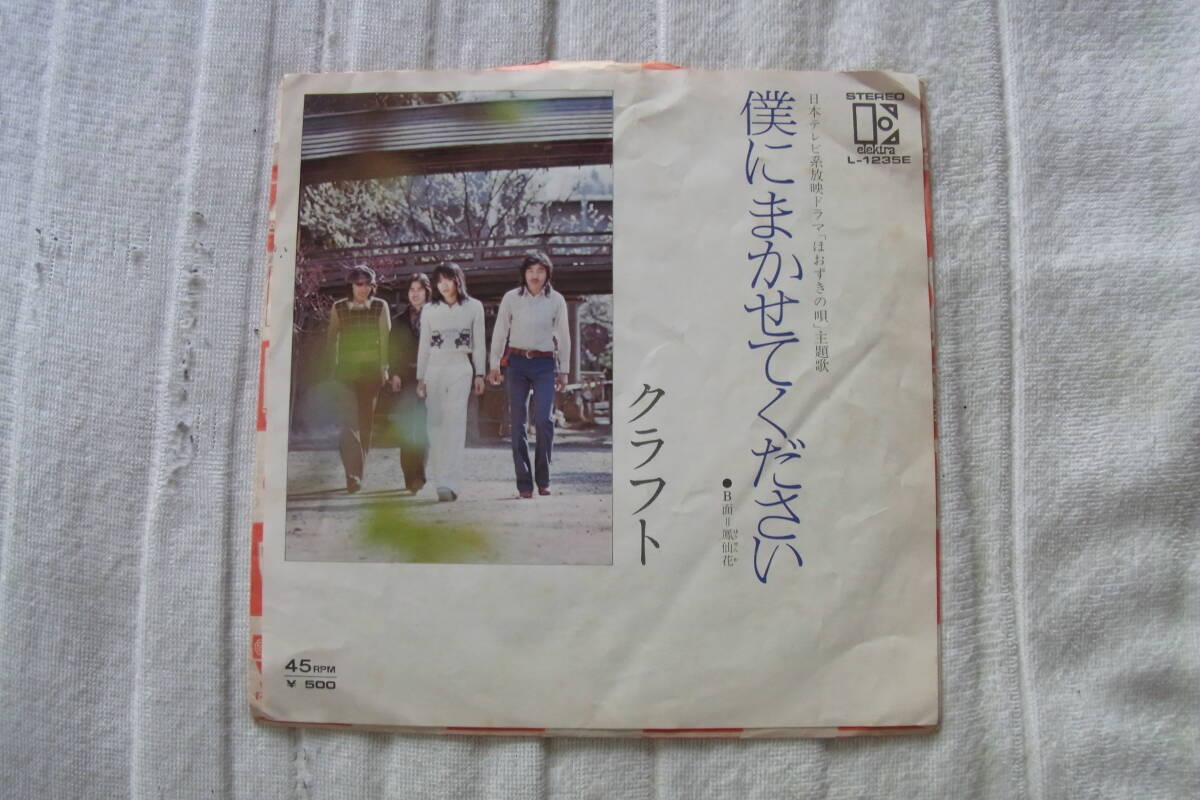 STEREO
elektra
L-1235E
日本テレビ系放映ドラマ「ほおずきの唄」主題歌
僕にまかせてください
●B面=鳳仙花
クラフト
45RPM
¥ 500